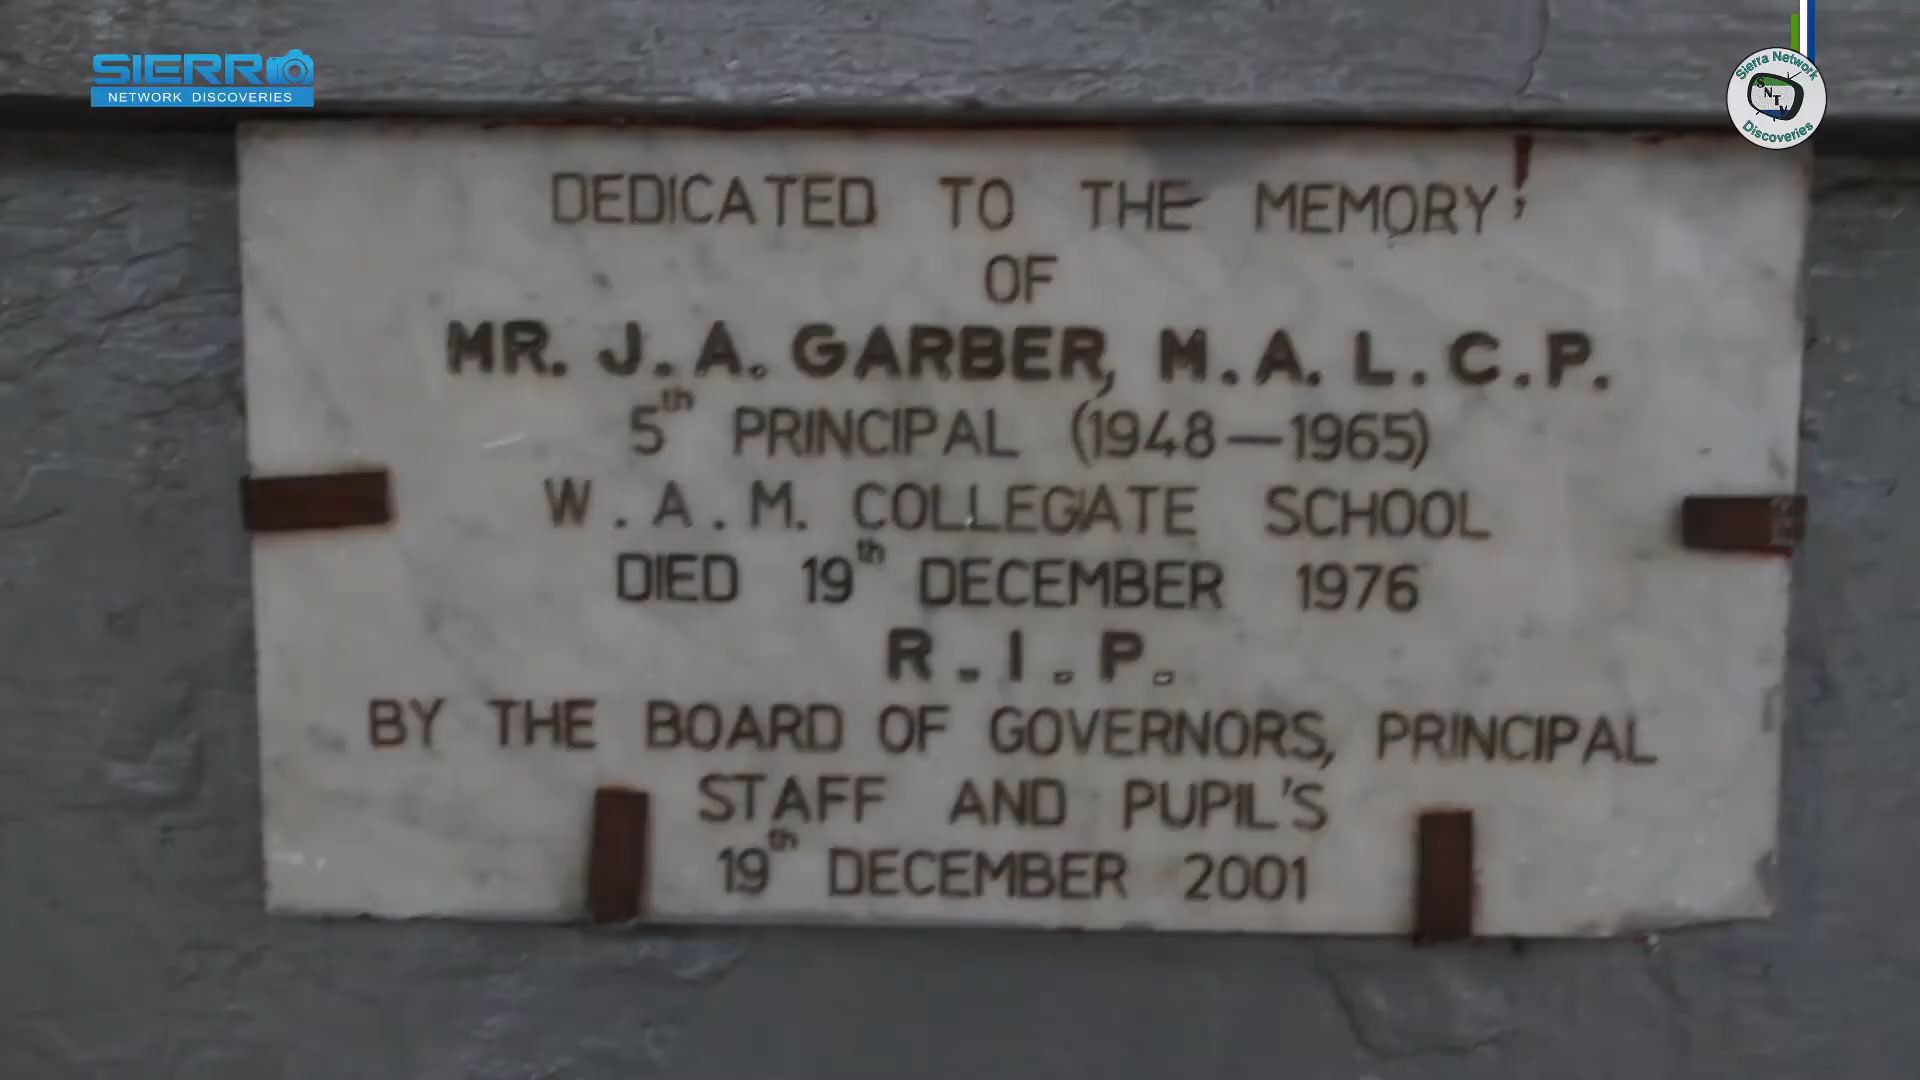 SIERRA
NETWORK DISCOVERIES
Sierra Network
SNTV
Discoveries
DEDICATED TO THE MEMORY
OF
MR. J. A. GARBER, M.A. L.C.P.
5th PRINCIPAL (1948—1965)
W.A.M. COLLEGIATE SCHOOL
DIED 19th DECEMBER 1976
R.I.P.
BY THE BOARD OF GOVERNORS, PRINCIPAL
STAFF AND PUPIL'S
19th DECEMBER 2001